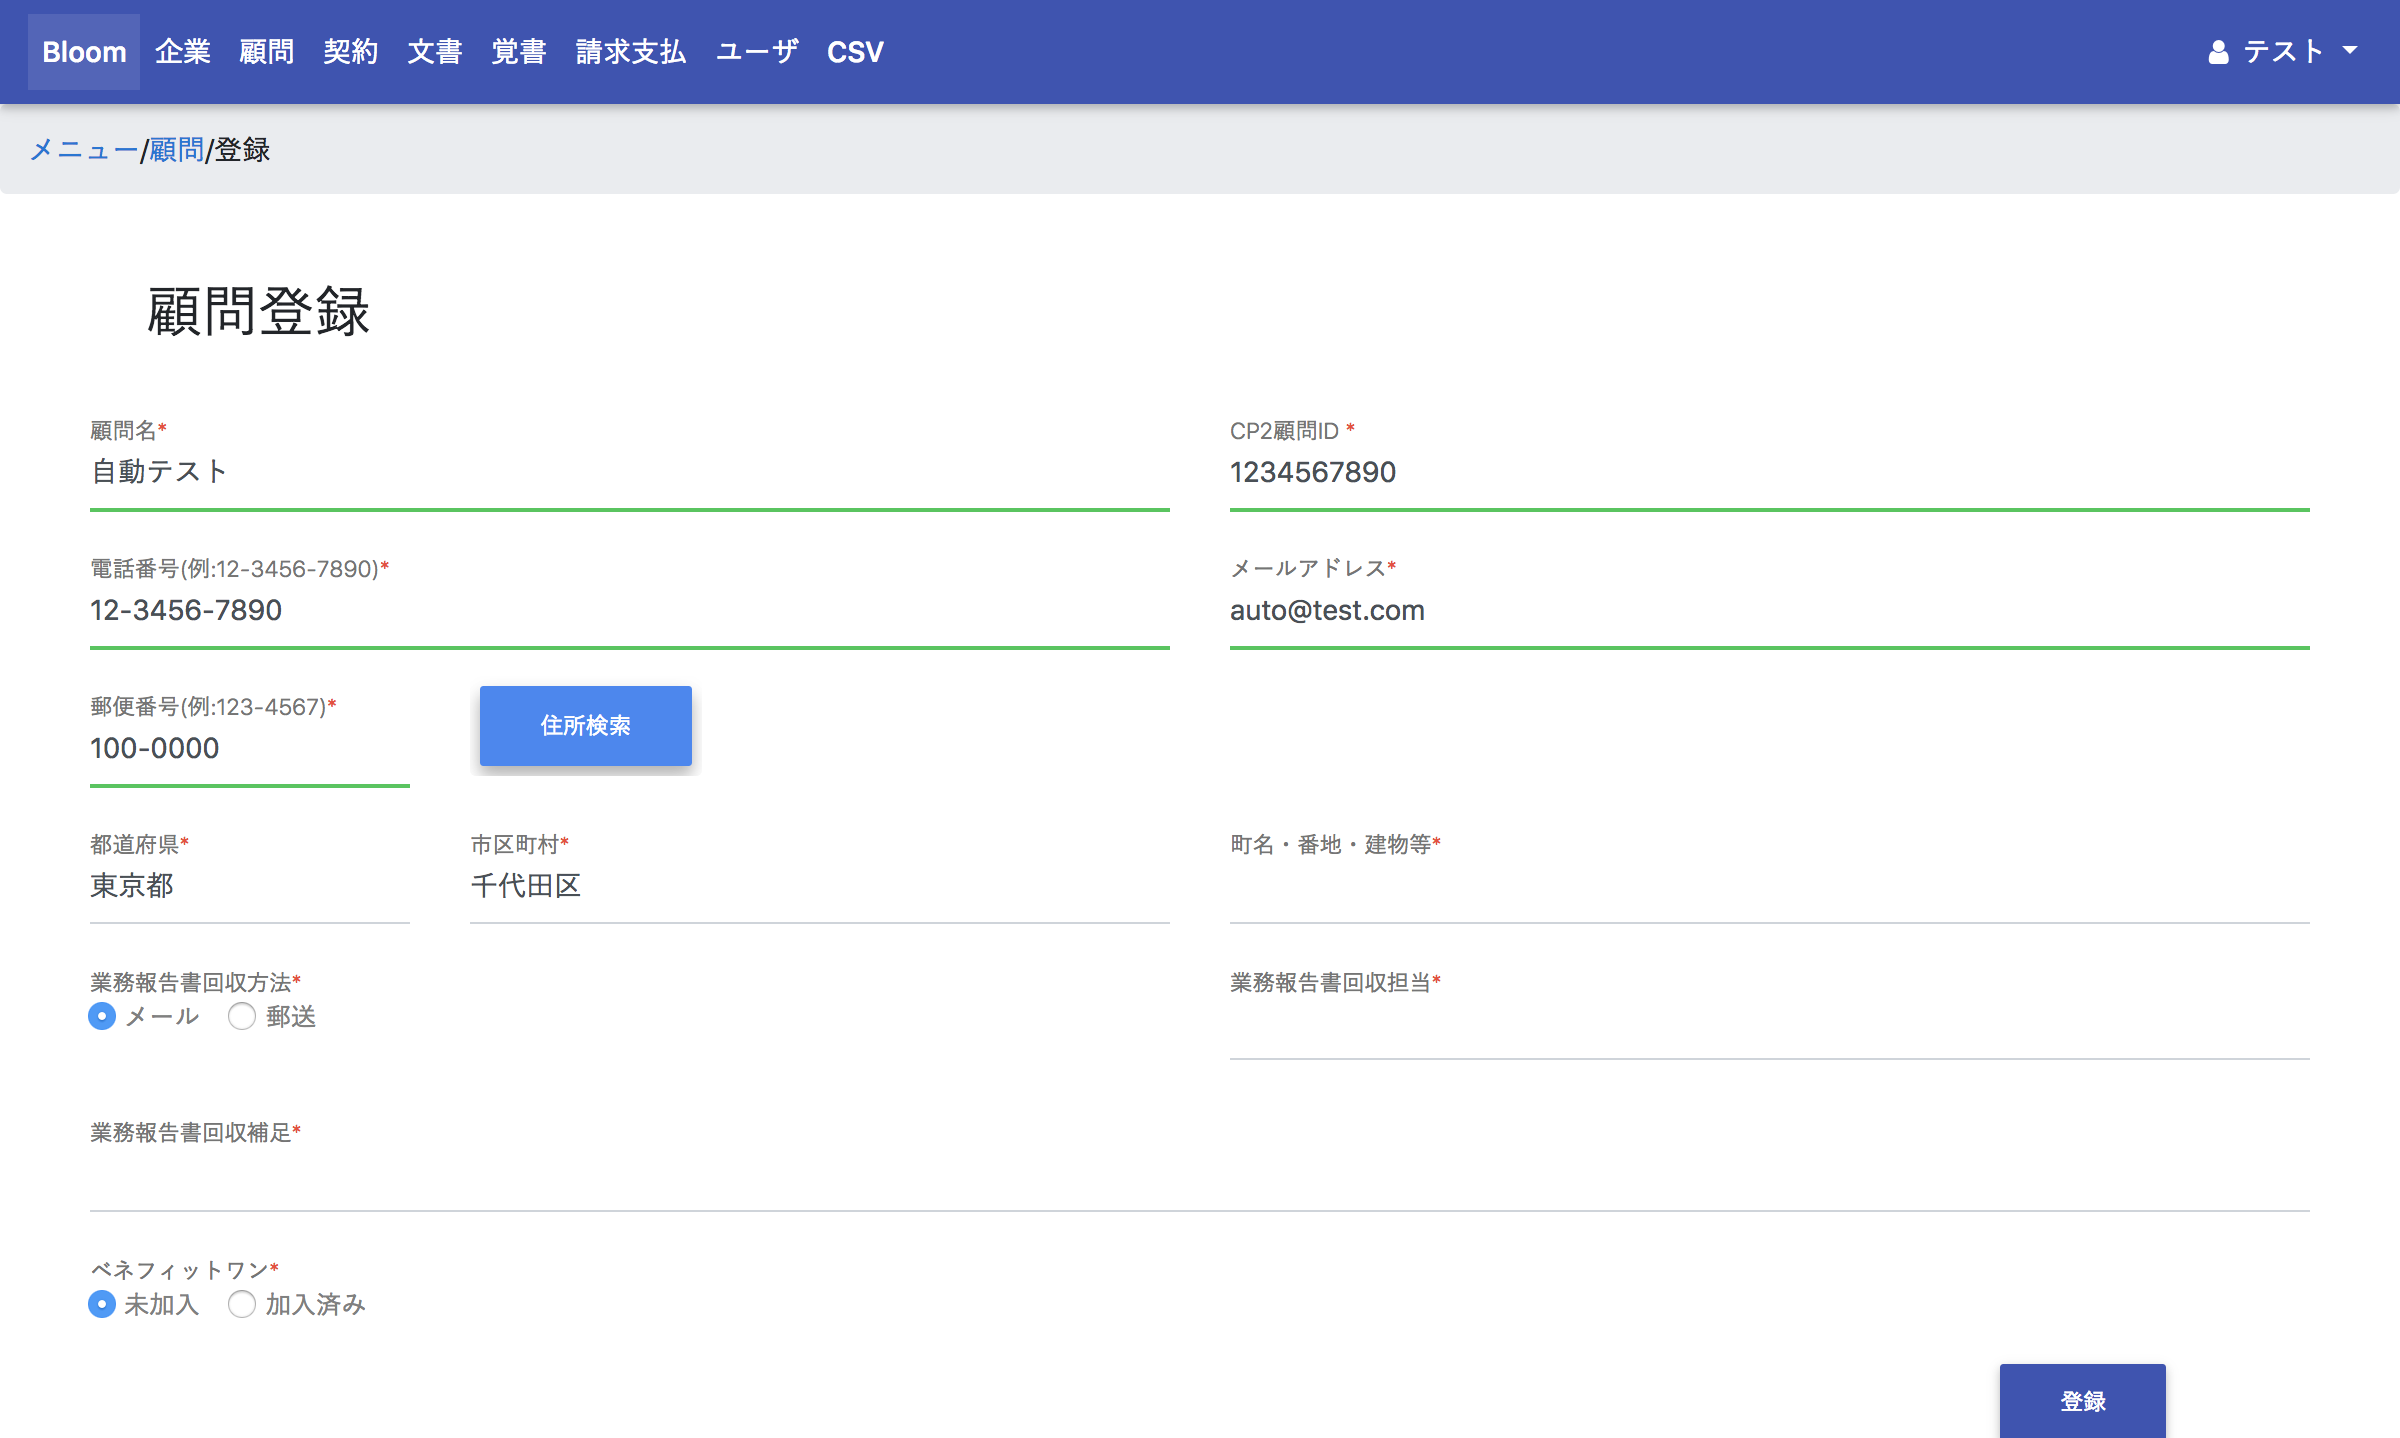 Bloom 企業 顧問 契約 文書 覚書 請求支払 ユーザ CSV テスト
メニュー/顧問/登録
顧問登録
顧問名* CP2顧問ID *
自動テスト 1234567890
電話番号(例:12-3456-7890)* メールアドレス*
12-3456-7890 auto@test.com
郵便番号(例:123-4567)* 住所検索
100-0000
都道府県* 市区町村* 町名・番地・建物等*
東京都 千代田区
業務報告書回収方法* 業務報告書回収担当*
メール 郵送
業務報告書回収補足*
ベネフィットワン*
未加入 加入済み
登録